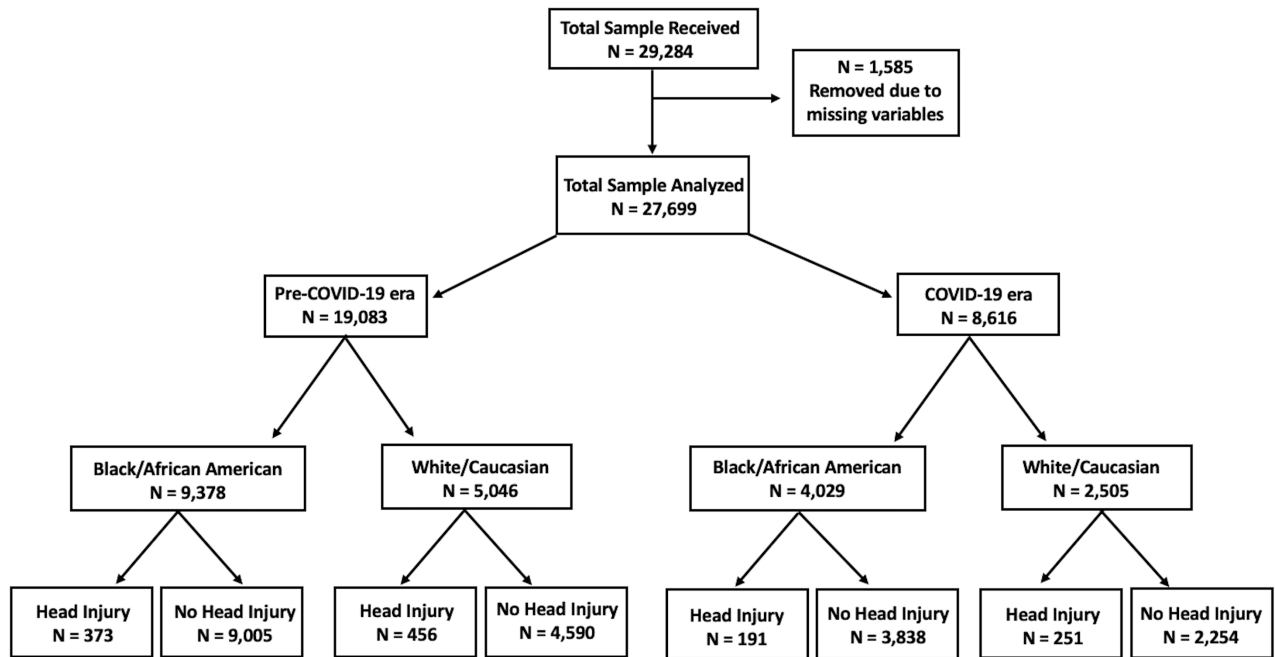 Total Sample Received
N = 29,284
N = 1,585
Removed due to
missing variables
Total Sample Analyzed
N = 27,699
Pre-COVID-19 era
N = 19,083
COVID-19 era
N = 8,616
Black/African American
N = 9,378
White/Caucasian
N = 5,046
Black/African American
N = 4,029
White/Caucasian
N = 2,505
Head Injury
N = 373
No Head Injury
N = 9,005
Head Injury
N = 456
No Head Injury
N = 4,590
Head Injury
N = 191
No Head Injury
N = 3,838
Head Injury
N = 251
No Head Injury
N = 2,254